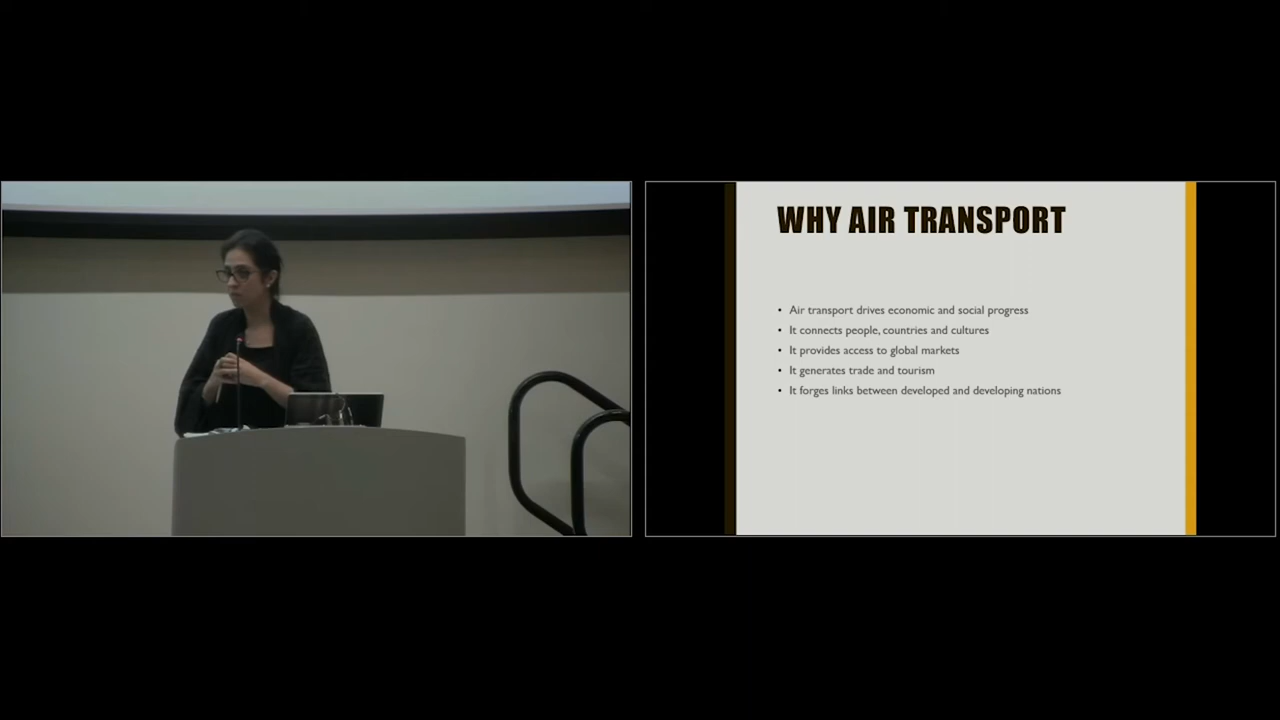 WHY AIR TRANSPORT
• Air transport drives economic and social progress
• It connects people, countries and cultures
• It provides access to global markets
• It generates trade and tourism
• It forges links between developed and developing nations